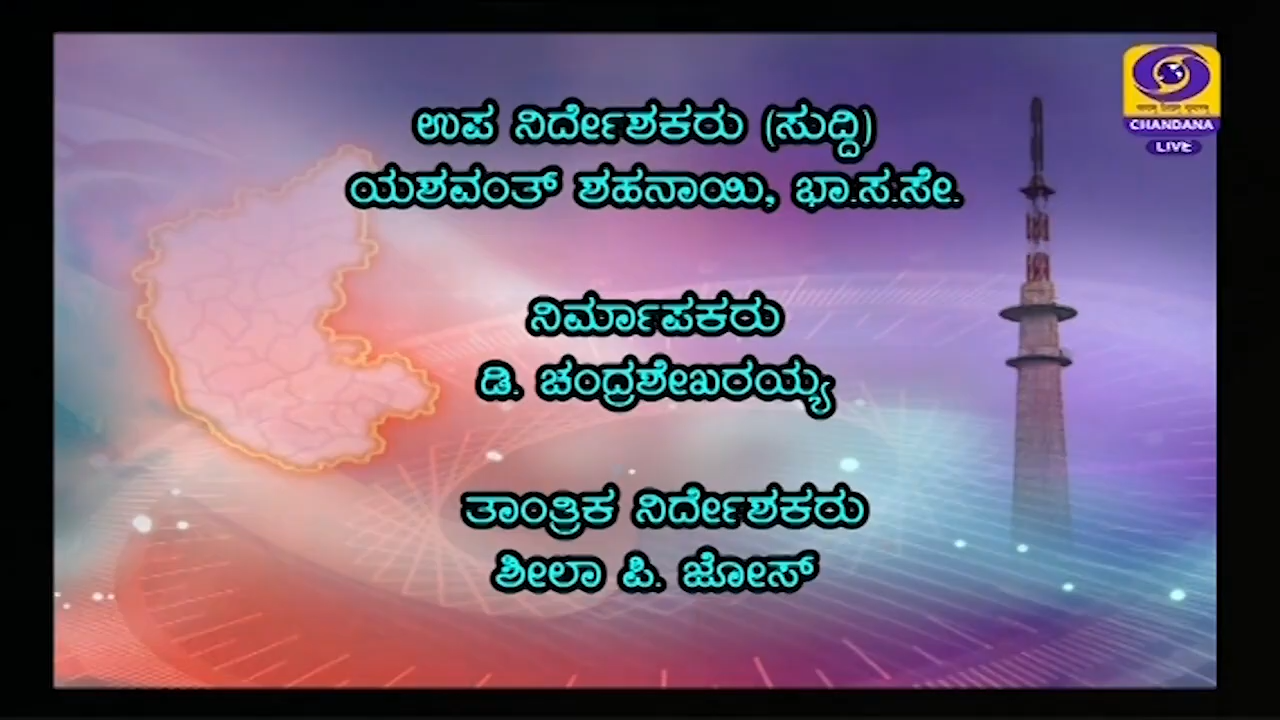 ಉಪ ನಿರ್ದೇಶಕರು (ಸುದ್ದಿ)
ಯಶವಂತ್ ಶಹನಾಯಿ, ಭಾ.ಸ.ಸೇ.
ನಿರ್ಮಾಪಕರು
ಡಿ. ಚಂದ್ರಶೇಖರಯ್ಯ
ತಾಂತ್ರಿಕ ನಿರ್ದೇಶಕರು
ಶೀಲಾ ಪಿ. ಜೋಸ್
CHANDANA
LIVE